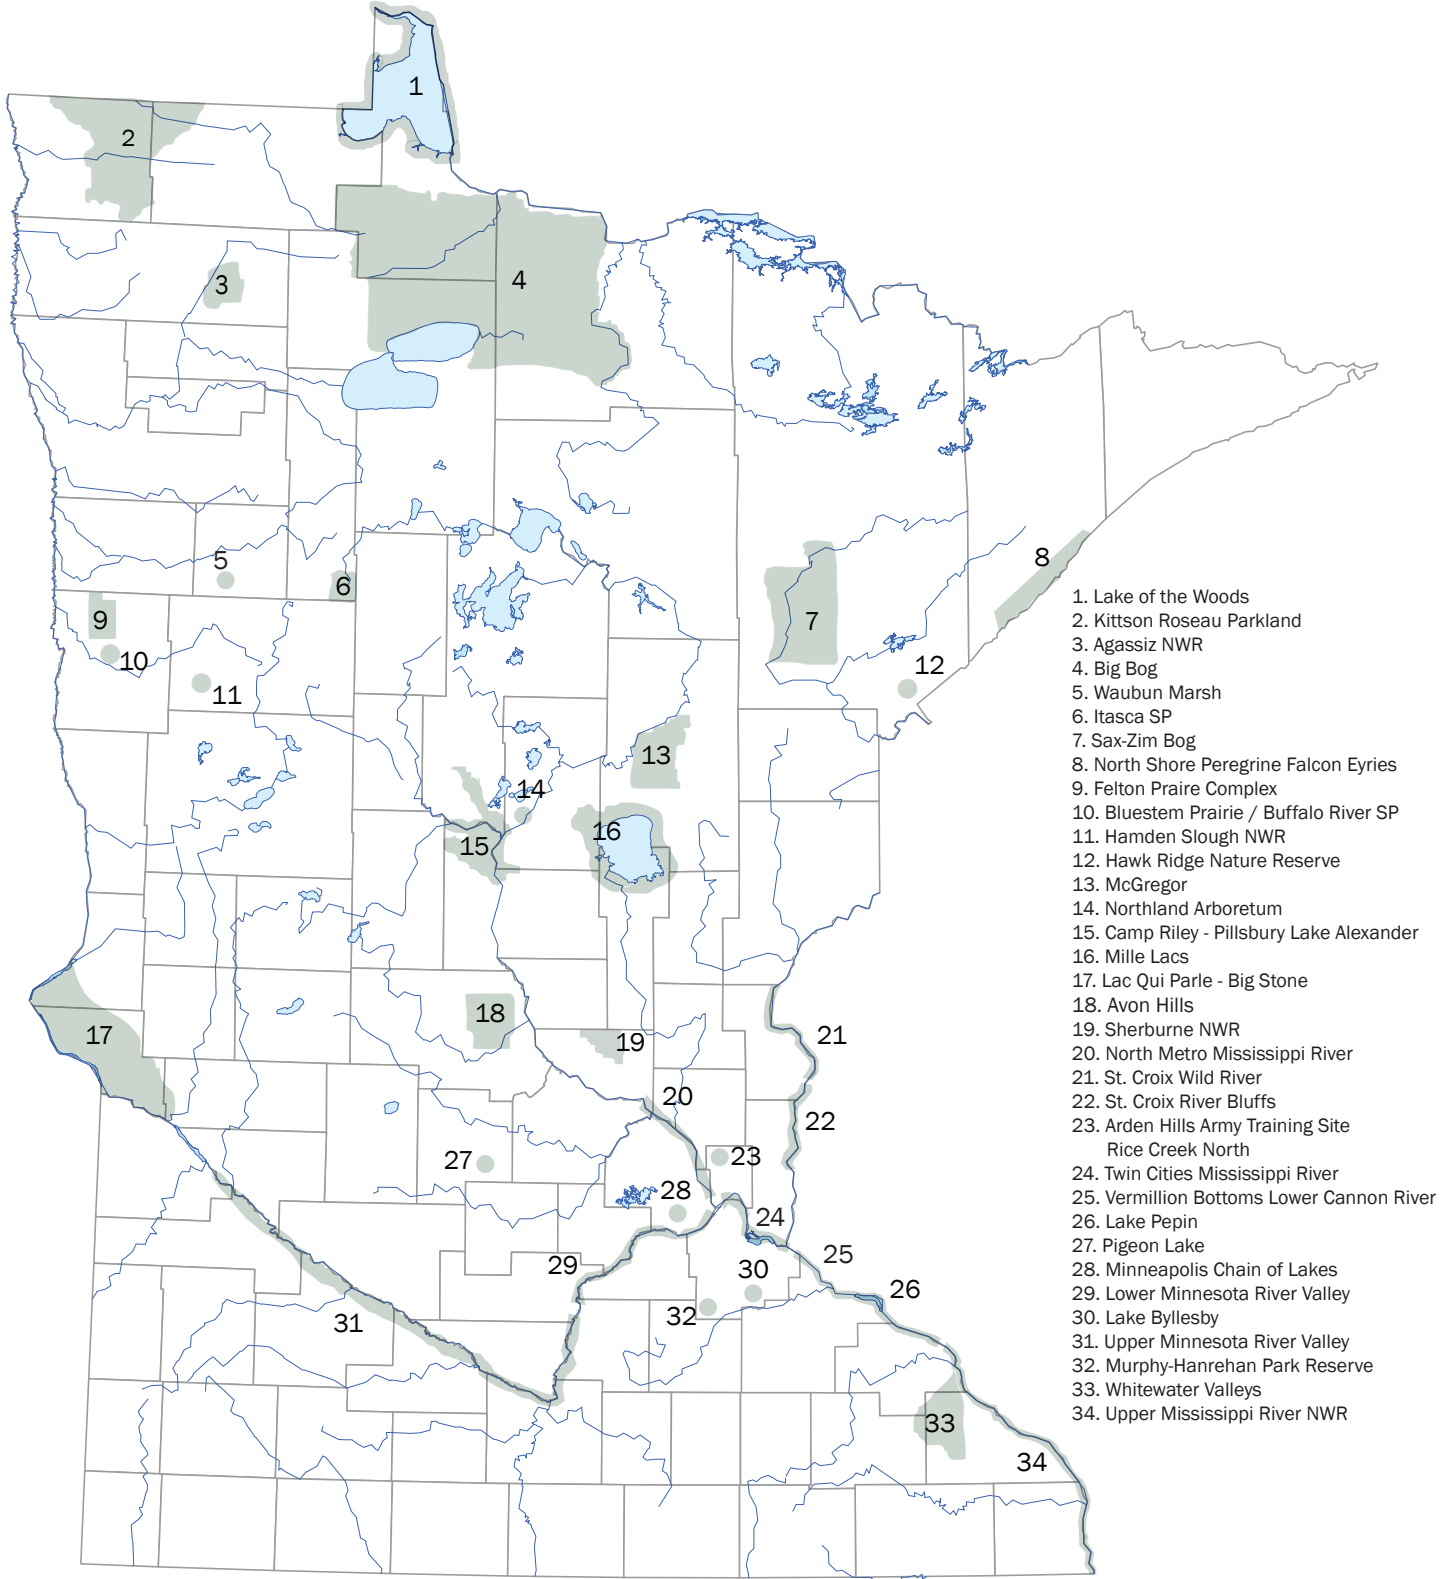 1
2
3
4
5
6
7
8
9
10
11
12
13
14
15
16
17
18
19
20
21
22
23
24
25
26
27
28
29
30
31
32
33
34
1. Lake of the Woods
2. Kittson Roseau Parkland
3. Agassiz NWR
4. Big Bog
5. Waubun Marsh
6. Itasca SP
7. Sax-Zim Bog
8. North Shore Peregrine Falcon Eyries
9. Felton Praire Complex
10. Bluestem Prairie / Buffalo River SP
11. Hamden Slough NWR
12. Hawk Ridge Nature Reserve
13. McGregor
14. Northland Arboretum
15. Camp Riley - Pillsbury Lake Alexander
16. Mille Lacs
17. Lac Qui Parle - Big Stone
18. Avon Hills
19. Sherburne NWR
20. North Metro Mississippi River
21. St. Croix Wild River
22. St. Croix River Bluffs
23. Arden Hills Army Training Site
Rice Creek North
24. Twin Cities Mississippi River
25. Vermillion Bottoms Lower Cannon River
26. Lake Pepin
27. Pigeon Lake
28. Minneapolis Chain of Lakes
29. Lower Minnesota River Valley
30. Lake Byllesby
31. Upper Minnesota River Valley
32. Murphy-Hanrehan Park Reserve
33. Whitewater Valleys
34. Upper Mississippi River NWR